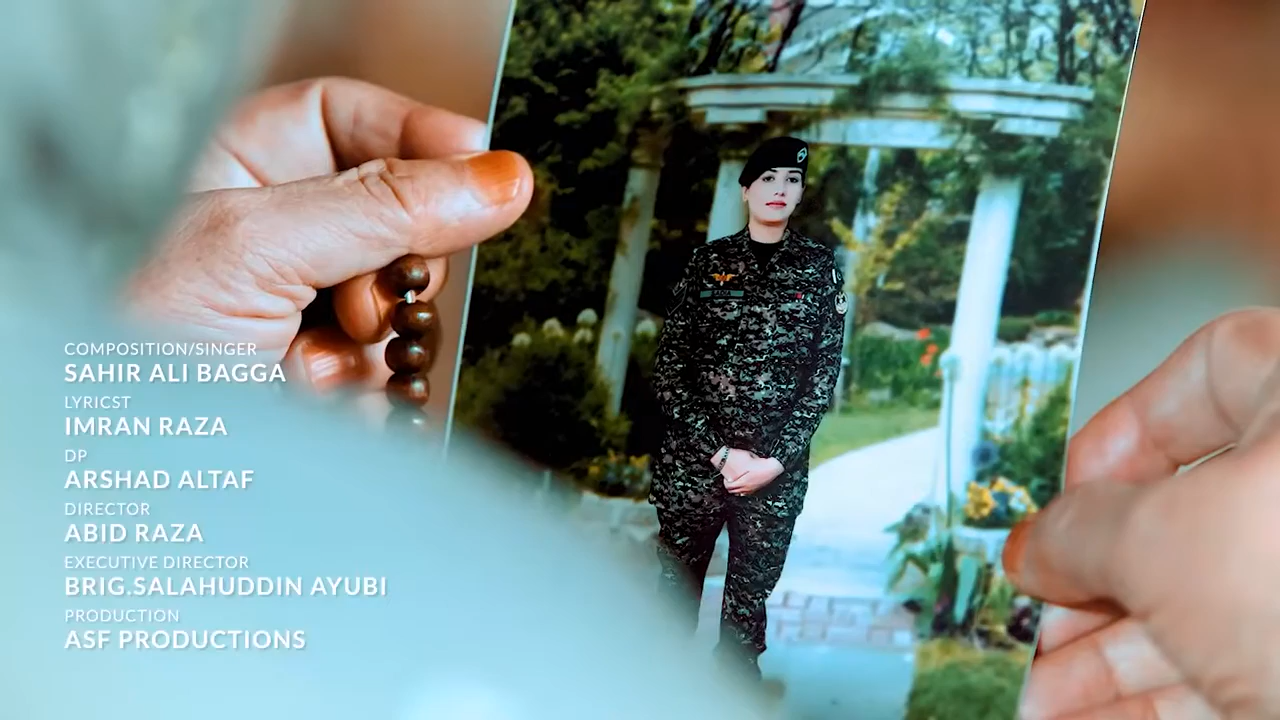 COMPOSITION/SINGER
SAHIR ALI BAGGA
LYRICST
IMRAN RAZA
DP
ARSHAD ALTAF
DIRECTOR
ABID RAZA
EXECUTIVE DIRECTOR
BRIG.SALAHUDDIN AYUBI
PRODUCTION
ASF PRODUCTIONS